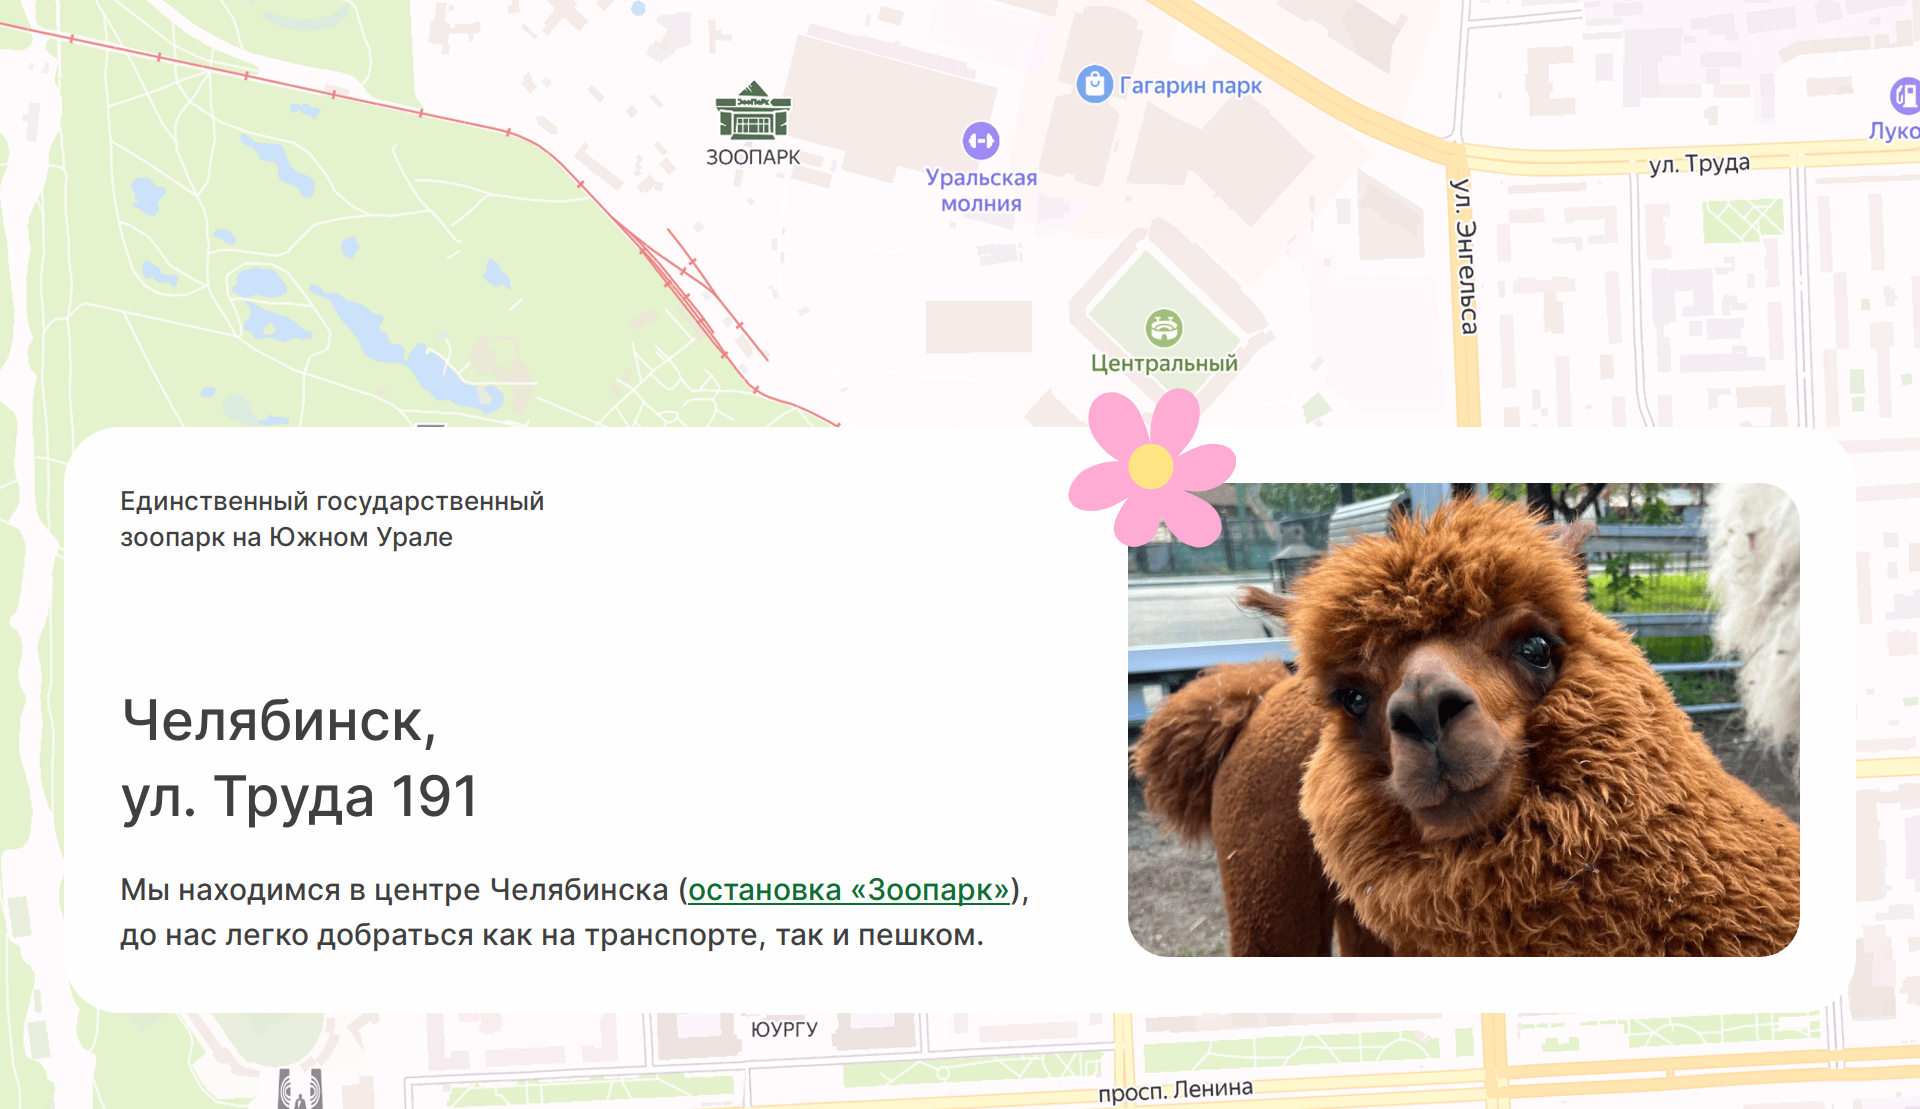 Гагарин парк
ЗооПарк
ЗООПАРК
Уральская
молния
ул. Труда
ул. Энгельса
Центральный
Единственный государственный
зоопарк на Южном Урале
Челябинск,
ул. Труда 191
Мы находимся в центре Челябинска (остановка «Зоопарк»),
до нас легко добраться как на транспорте, так и пешком.
ЮУРГУ
просп. Ленина